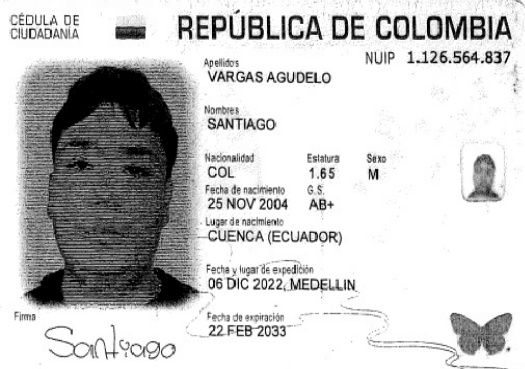 CÉDULA DE
CIUDADANÍA
REPÚBLICA DE COLOMBIA
NUIP 1.126.564.837
Apellidos
VARGAS AGUDELO
Nombres
SANTIAGO
Nacionalidad Estatura Sexo
COL 1.65 M
Fecha de nacimiento G.S.
25 NOV 2004 AB+
Lugar de nacimiento
CUENCA (ECUADOR)
Fecha y lugar de expedición
06 DIC 2022, MEDELLIN
Firma
Santiago
Fecha de expiración
22 FEB 2033